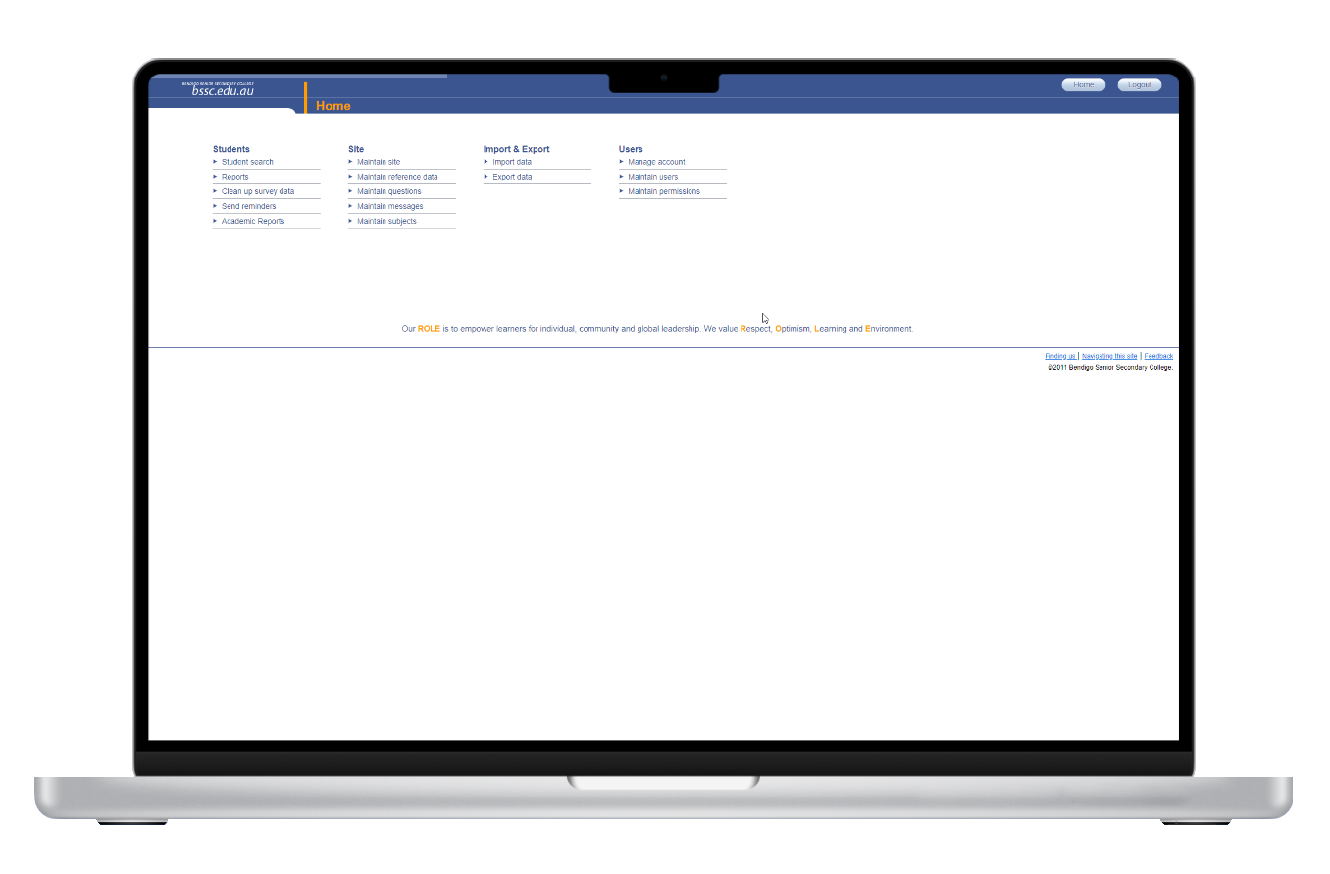 BENDIGO SENIOR SECONDARY COLLEGE
bssc.edu.au
Home
Logout
Home
Students
Student search
Reports
Clean up survey data
Send reminders
Academic Reports
Site
Maintain site
Maintain reference data
Maintain questions
Maintain messages
Maintain subjects
Import & Export
Import data
Export data
Users
Manage account
Maintain users
Maintain permissions
Our ROLE is to empower learners for individual, community and global leadership. We value Respect, Optimism, Learning and Environment.
Finding us | Navigating this site | Feedback
©2011 Bendigo Senior Secondary College.